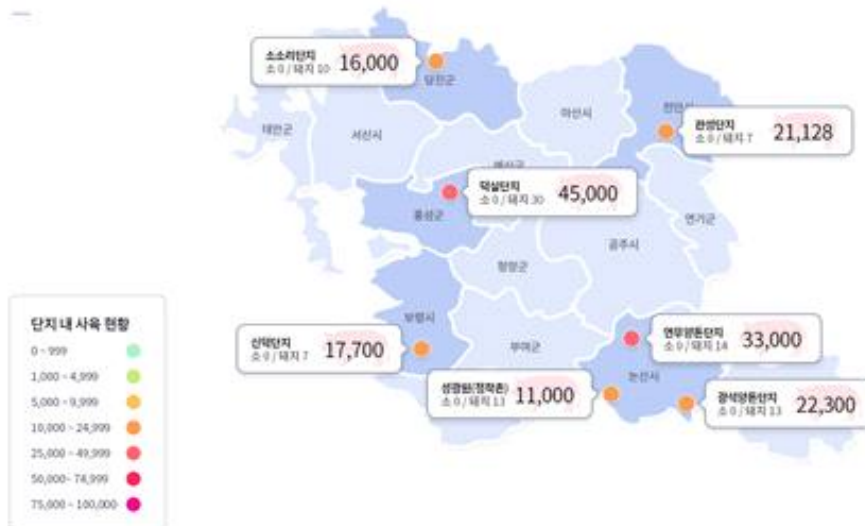 소소리단지
소 0 / 돼지 10
16,000
당진군
아산시
천안시
관성단지
소 0 / 돼지 7
21,128
태안군
서산시
예산군
덕실단지
소 0 / 돼지 30
45,000
홍성군
연기군
공주시
청양군
보령시
신덕단지
소 0 / 돼지 7
17,700
부여군
연무양돈단지
소 0 / 돼지 14
33,000
논산시
소 0 / 돼지 13
11,000
광석양돈단지
소 0 / 돼지 13
22,300
단지 내 사육 현황
0 ~ 999
1,000 ~ 4,999
5,000 ~ 9,999
10,000 ~ 24,999
25,000 ~ 49,999
50,000~ 74,999
75,000 ~ 100,000